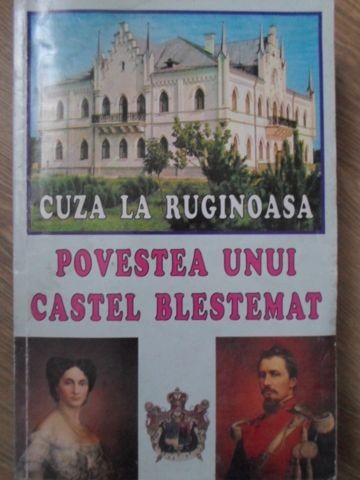 CUZA LA RUGINOASA
POVESTEA UNUI
CASTEL BLESTEMAT